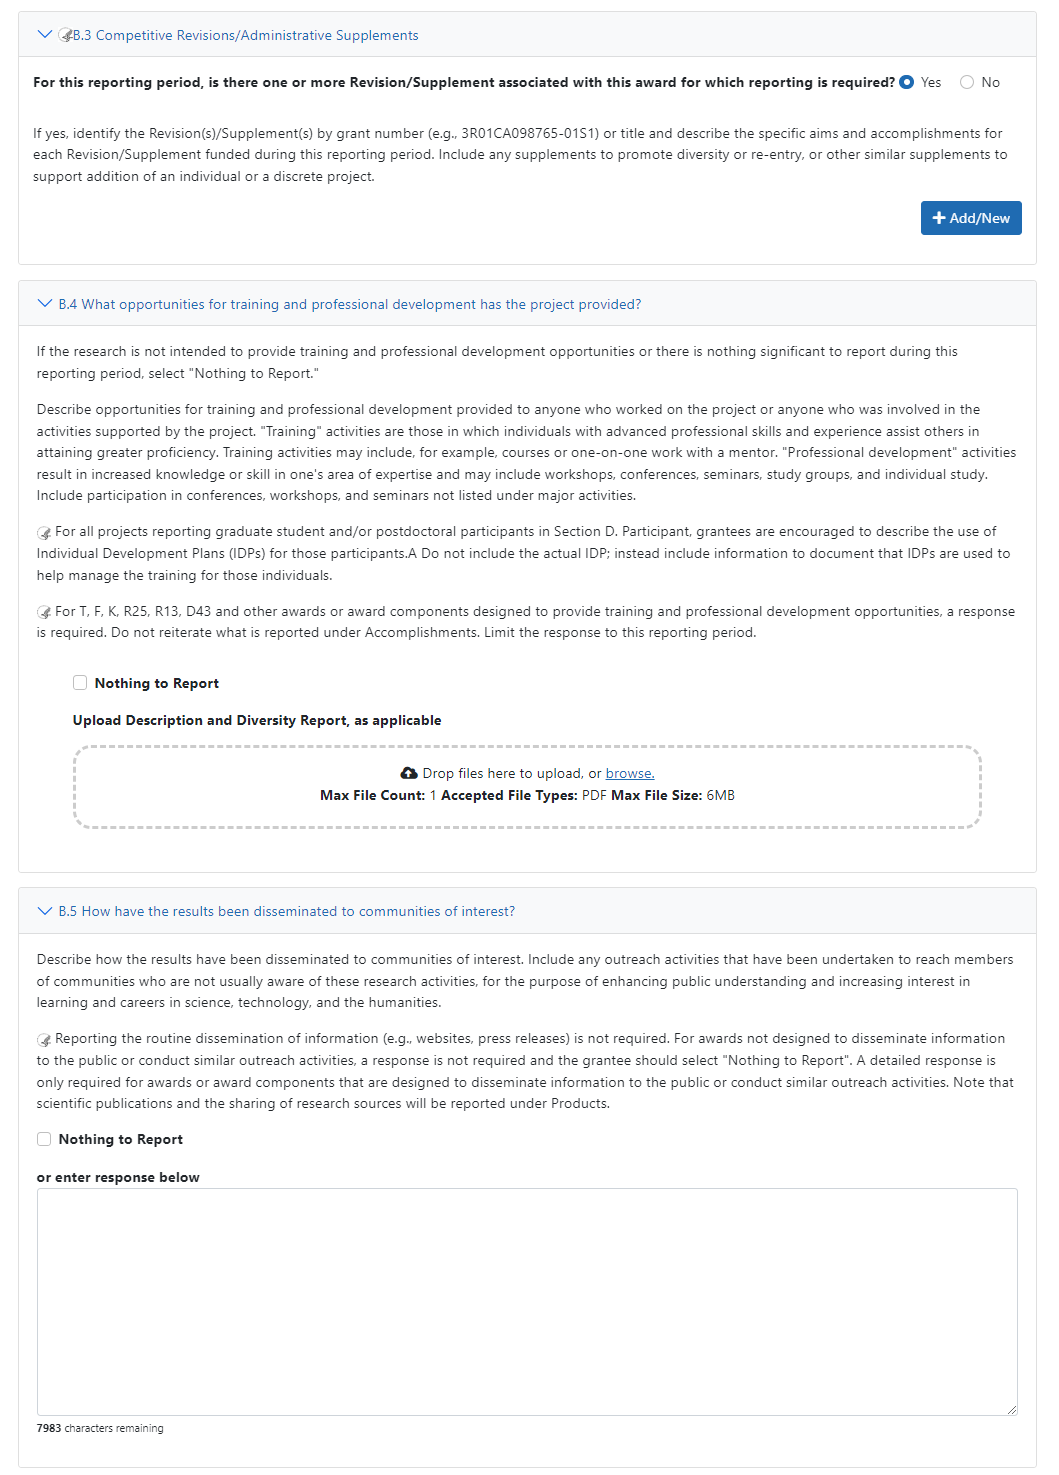 B.3 Competitive Revisions/Administrative Supplements
For this reporting period, is there one or more Revision/Supplement associated with this award for which reporting is required? Yes No
If yes, identify the Revision(s)/Supplement(s) by grant number (e.g., 3R01CA098765-01S1) or title and describe the specific aims and accomplishments for
each Revision/Supplement funded during this reporting period. Include any supplements to promote diversity or re-entry, or other similar supplements to
support addition of an individual or a discrete project.
Add/New
B.4 What opportunities for training and professional development has the project provided?
If the research is not intended to provide training and professional development opportunities or there is nothing significant to report during this
reporting period, select "Nothing to Report."
Describe opportunities for training and professional development provided to anyone who worked on the project or anyone who was involved in the
activities supported by the project. "Training" activities are those in which individuals with advanced professional skills and experience assist others in
attaining greater proficiency. Training activities may include, for example, courses or one-on-one work with a mentor. "Professional development" activities
result in increased knowledge or skill in one's area of expertise and may include workshops, conferences, seminars, study groups, and individual study.
Include participation in conferences, workshops, and seminars not listed under major activities.
For all projects reporting graduate student and/or postdoctoral participants in Section D. Participant, grantees are encouraged to describe the use of
Individual Development Plans (IDPs) for those participants.A Do not include the actual IDP; instead include information to document that IDPs are used to
help manage the training for those individuals.
For T, F, K, R25, R13, D43 and other awards or award components designed to provide training and professional development opportunities, a response
is required. Do not reiterate what is reported under Accomplishments. Limit the response to this reporting period.
Nothing to Report
Upload Description and Diversity Report, as applicable
Drop files here to upload, or browse.
Max File Count: 1 Accepted File Types: PDF Max File Size: 6MB
B.5 How have the results been disseminated to communities of interest?
Describe how the results have been disseminated to communities of interest. Include any outreach activities that have been undertaken to reach members
of communities who are not usually aware of these research activities, for the purpose of enhancing public understanding and increasing interest in
learning and careers in science, technology, and the humanities.
Reporting the routine dissemination of information (e.g., websites, press releases) is not required. For awards not designed to disseminate information
to the public or conduct similar outreach activities, a response is not required and the grantee should select "Nothing to Report". A detailed response is
only required for awards or award components that are designed to disseminate information to the public or conduct similar outreach activities. Note that
scientific publications and the sharing of research sources will be reported under Products.
Nothing to Report
or enter response below
7983 characters remaining